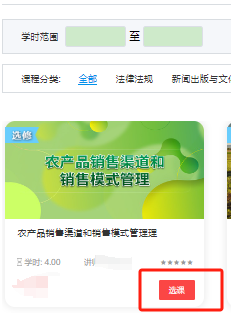 学时范围 至
课程分类: 全部 法律法规 新闻出版与文
选修
农产品销售渠道和
销售模式管理
农产品销售渠道和销售模式管理理
学时: 4.00 讲 ★★★★★
选课